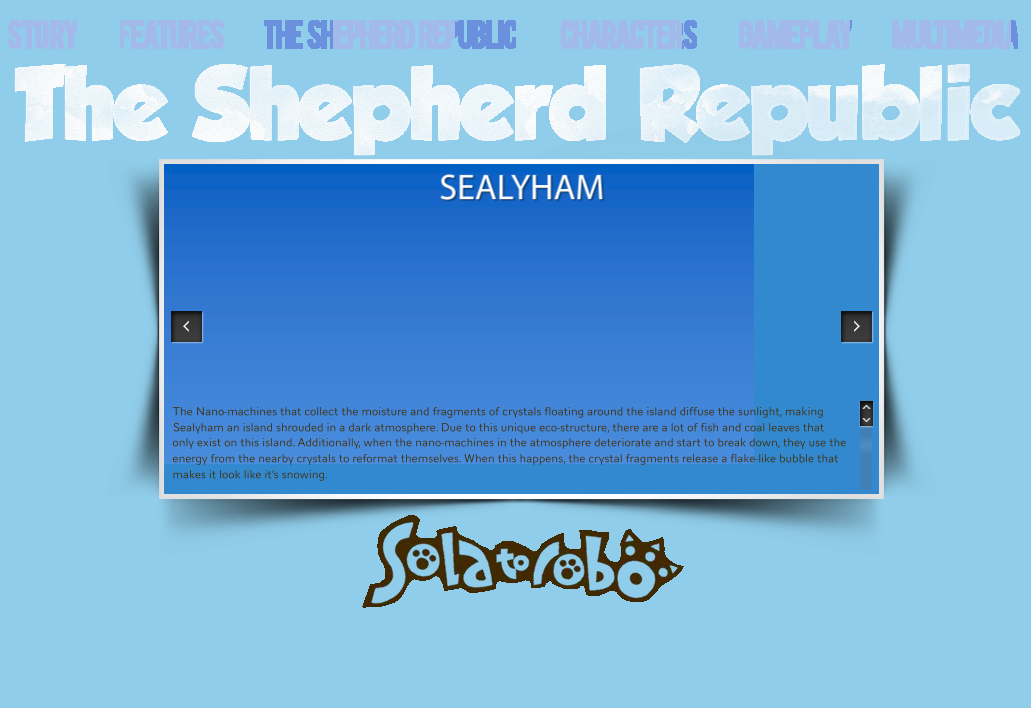 STORY FEATURES THE SHEPHERD REPUBLIC CHARACTERS GAMEPLAY MULTIMEDIA
The Shepherd Republic
SEALYHAM
The Nano-machines that collect the moisture and fragments of crystals floating around the island diffuse the sunlight, making
Sealyham an island shrouded in a dark atmosphere. Due to this unique eco-structure, there are a lot of fish and coal leaves that
only exist on this island. Additionally, when the nano-machines in the atmosphere deteriorate and start to break down, they use the
energy from the nearby crystals to reformat themselves. When this happens, the crystal fragments release a flake-like bubble that
makes it look like it's snowing.
Solatorobo